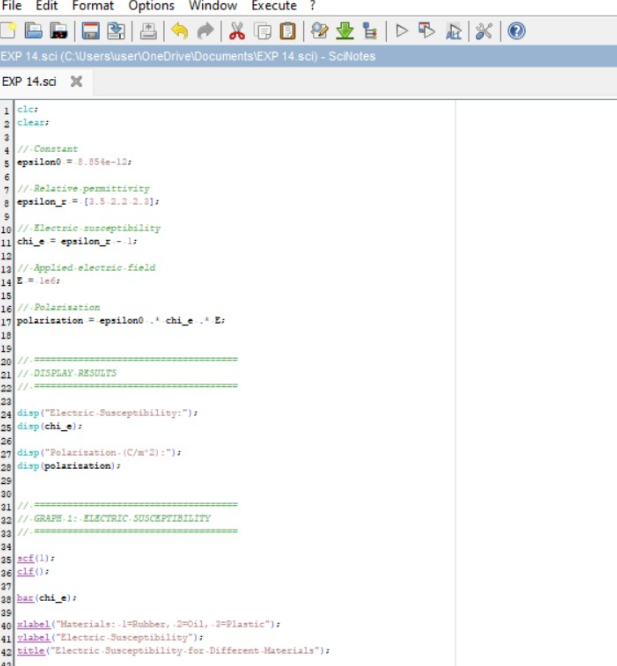 File Edit Format Options Window Execute ?
EXP 14.sci (C:\Users\user\OneDrive\Documents\EXP 14.sci) - SciNotes
EXP 14.sci
1 clc;
2 clear;
3
4 // Constant
5 epsilon0 = 8.854e-12;
6
7 // Relative permittivity
8 epsilon_r = [3.5 2.2 2.3];
9
10 // Electric susceptibility
11 chi_e = epsilon_r - 1;
12
13 // Applied electric field
14 E = 1e6;
15
16 // Polarization
17 polarization = epsilon0 .* chi_e .* E;
18
19
20 // ===================================
21 // DISPLAY RESULTS
22 // ===================================
23
24 disp("Electric Susceptibility:");
25 disp(chi_e);
26
27 disp("Polarization (C/m^2):");
28 disp(polarization);
29
30
31 // ===================================
32 // GRAPH 1: ELECTRIC SUSCEPTIBILITY
33 // ===================================
34
35 scf(1);
36 clf();
37
38 bar(chi_e);
39
40 xlabel("Materials: 1=Rubber, 2=Oil, 3=Plastic");
41 ylabel("Electric Susceptibility");
42 title("Electric Susceptibility for Different Materials");